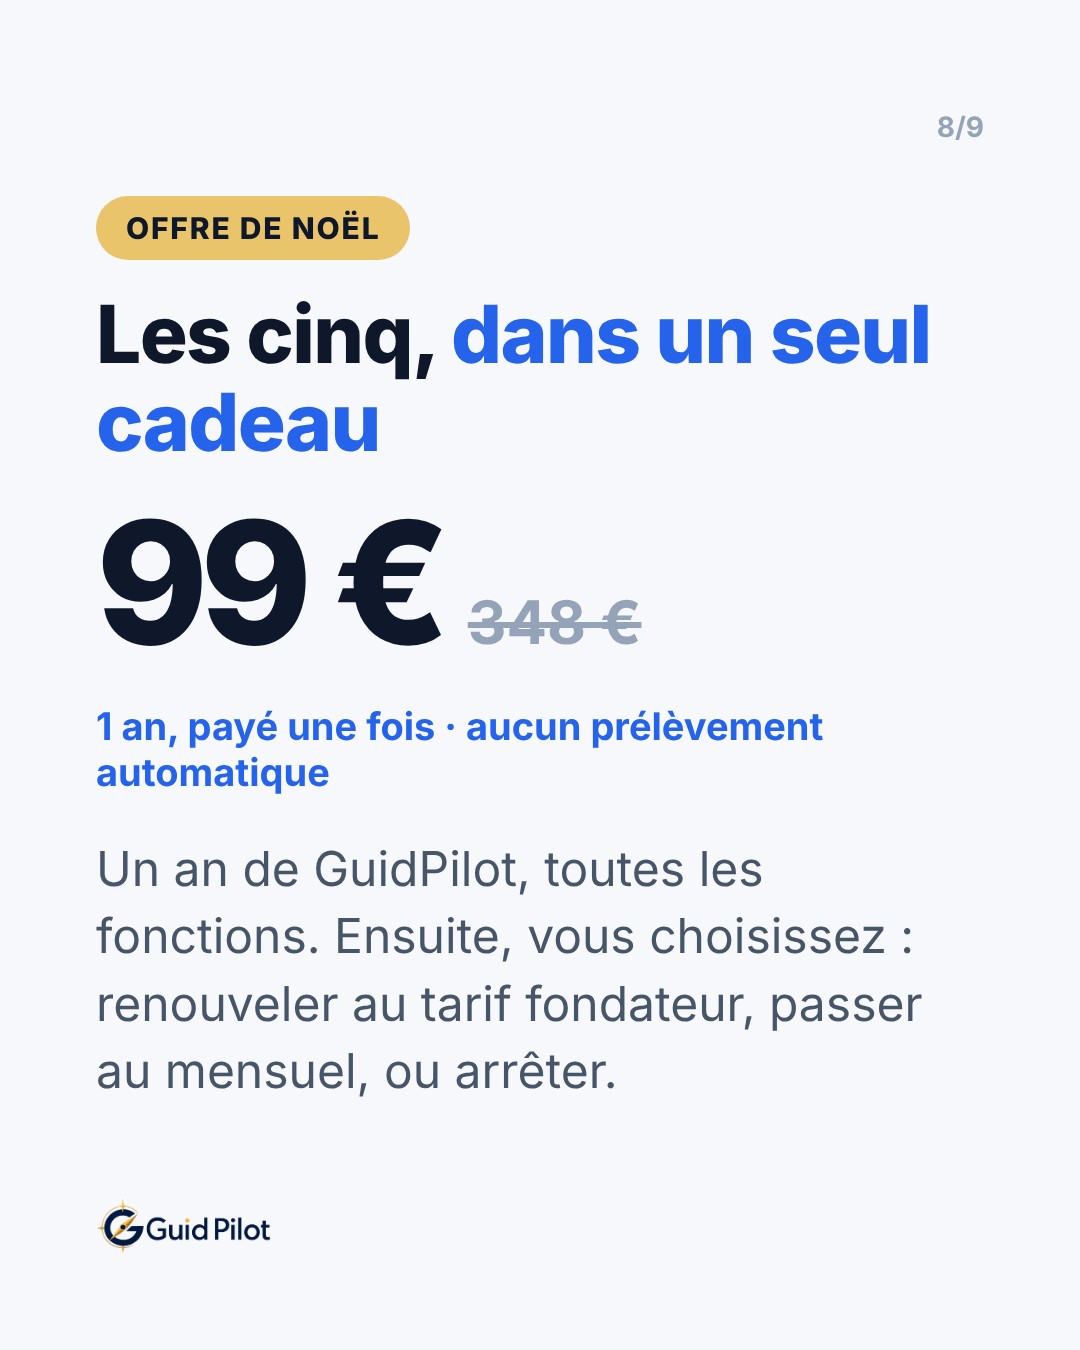 8/9
OFFRE DE NOËL
Les cinq, dans un seul
cadeau
99 € 348 €
1 an, payé une fois · aucun prélèvement
automatique
Un an de GuidPilot, toutes les
fonctions. Ensuite, vous choisissez :
renouveler au tarif fondateur, passer
au mensuel, ou arrêter.
Guid Pilot